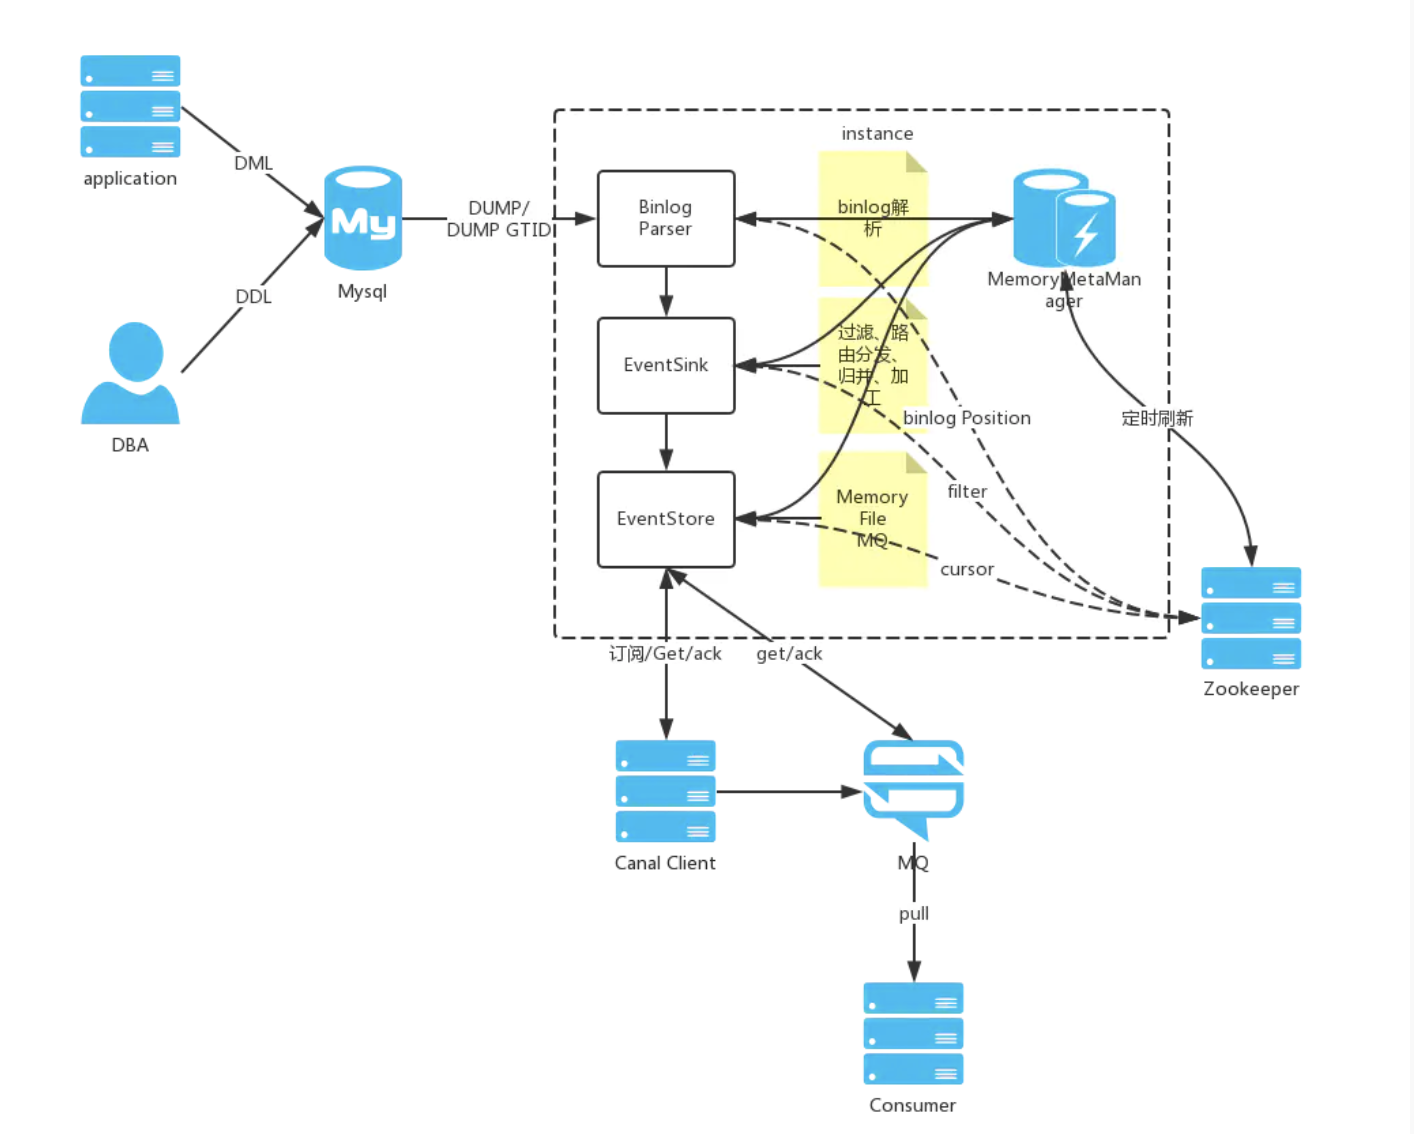 instance
application
DML
My
Mysql
DDL
DBA
DUMP/
DUMP GTID
Binlog
Parser
binlog解
析
MemoryMetaMan
ager
EventSink
过滤、路
由分发、
归并、加
工
binlog Position
定时刷新
filter
EventStore
Memory
File
MQ
cursor
订阅/Get/ack
get/ack
Zookeeper
Canal Client
MQ
pull
Consumer